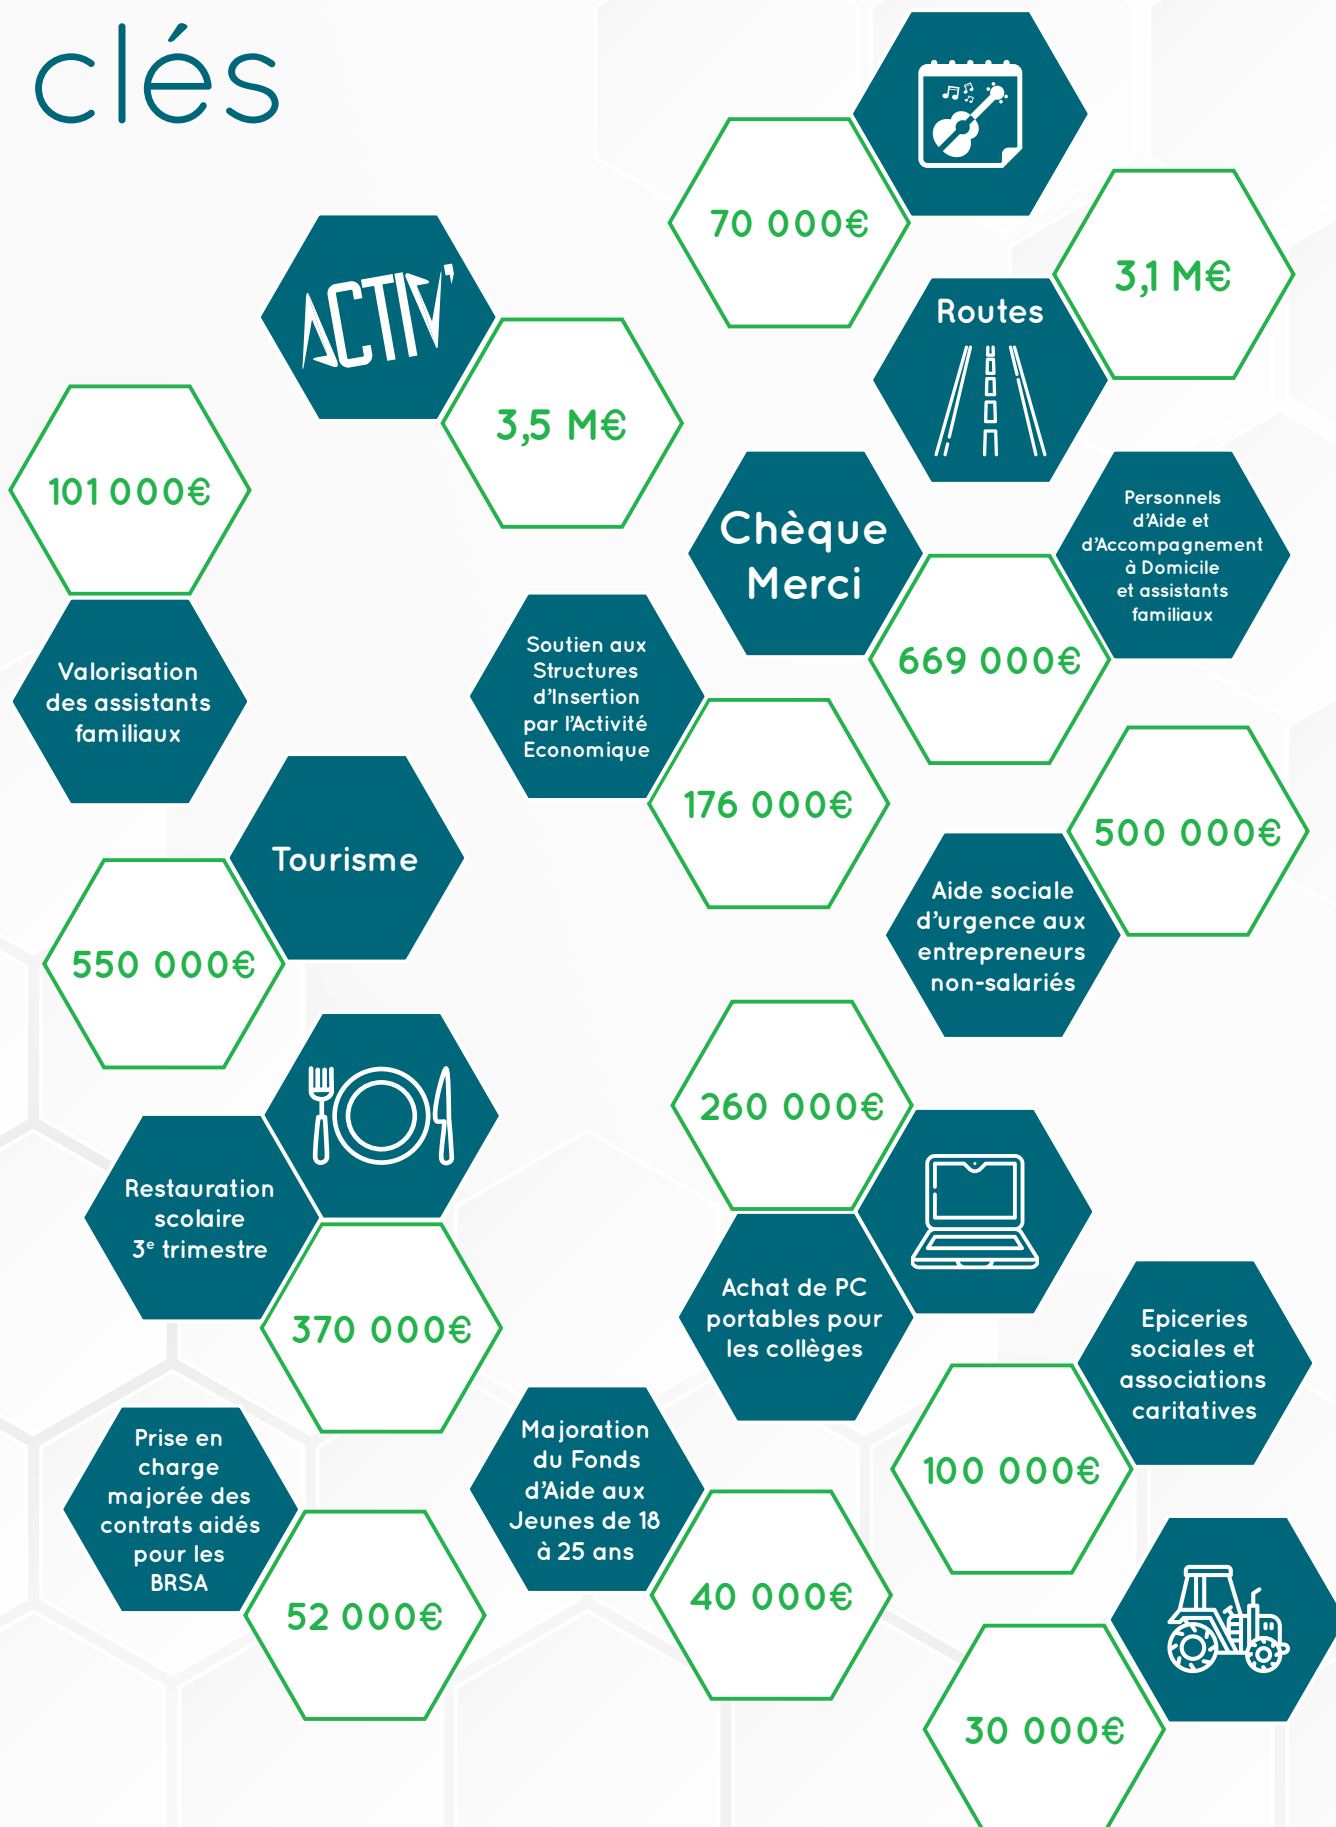 clés
70 000€
3,1 M€
Routes
ACTIV'
3,5 M€
101 000€
Valorisation
des assistants
familiaux
Chèque
Merci
Personnels
d'Aide et
d'Accompagnement
à Domicile
et assistants
familiaux
669 000€
Soutien aux
Structures
d'Insertion
par l'Activité
Economique
176 000€
500 000€
Aide sociale
d'urgence aux
entrepreneurs
non-salariés
Tourisme
550 000€
Restauration
scolaire
3e trimestre
370 000€
260 000€
Achat de PC
portables pour
les collèges
Epiceries
sociales et
associations
caritatives
100 000€
Prise en
charge
majorée des
contrats aidés
pour les
BRSA
52 000€
Majoration
du Fonds
d'Aide aux
Jeunes de 18
à 25 ans
40 000€
30 000€